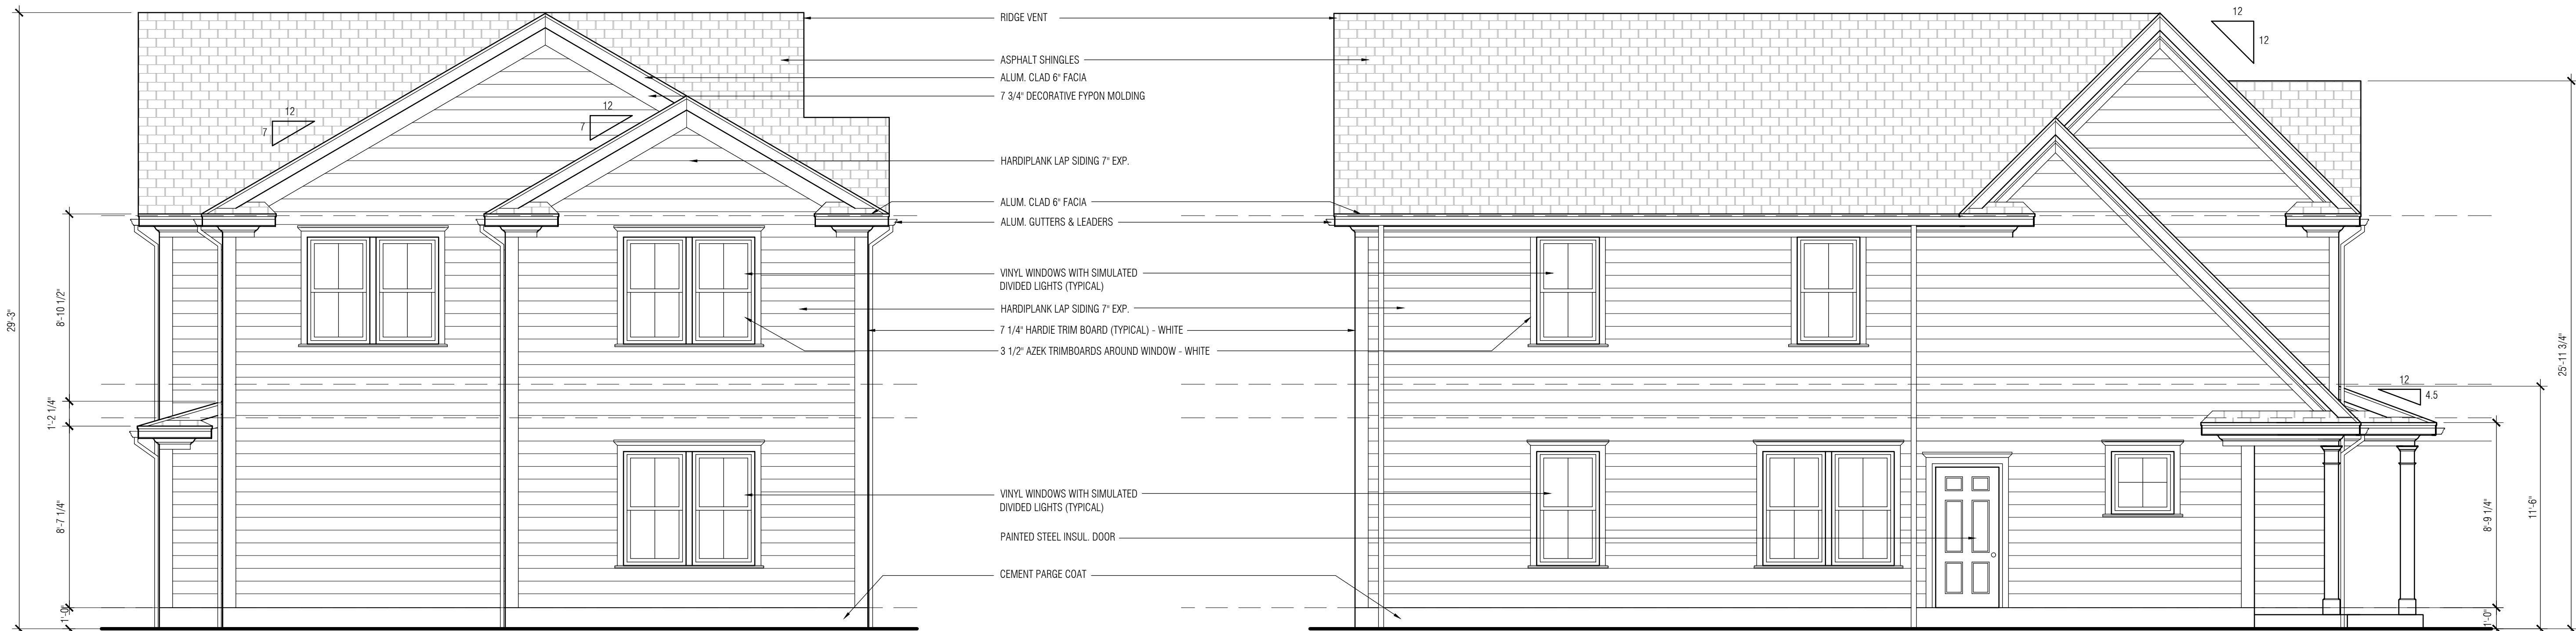 RIDGE VENT
ASPHALT SHINGLES
ALUM. CLAD 6" FACIA
7 3/4" DECORATIVE FYPON MOLDING
HARDIPLANK LAP SIDING 7" EXP.
ALUM. CLAD 6" FACIA
ALUM. GUTTERS & LEADERS
VINYL WINDOWS WITH SIMULATED
DIVIDED LIGHTS (TYPICAL)
HARDIPLANK LAP SIDING 7" EXP.
7 1/4" HARDIE TRIM BOARD (TYPICAL) - WHITE
3 1/2" AZEK TRIMBOARDS AROUND WINDOW - WHITE
VINYL WINDOWS WITH SIMULATED
DIVIDED LIGHTS (TYPICAL)
PAINTED STEEL INSUL. DOOR
CEMENT PARGE COAT
29'-3"
8'-10 1/2"
1'-2 1/4"
8'-7 1/4"
1'-0"
12
7
12
7
12
12
12
4.5
25'-11 3/4"
11'-6"
8'-9 1/4"
1'-0"